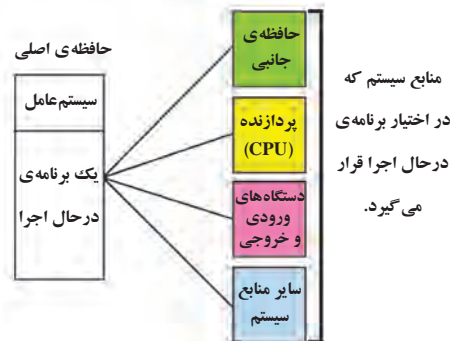 منابع سیستم که
در اختیار برنامه‌ی
درحال اجرا قرار
می‌گیرد.
حافظه‌ی
جانبی
پردازنده
(CPU)
دستگاه‌های
ورودی
و خروجی
سایر منابع
سیستم
حافظه‌ی اصلی
سیستم‌عامل
یک برنامه‌ی
درحال اجرا